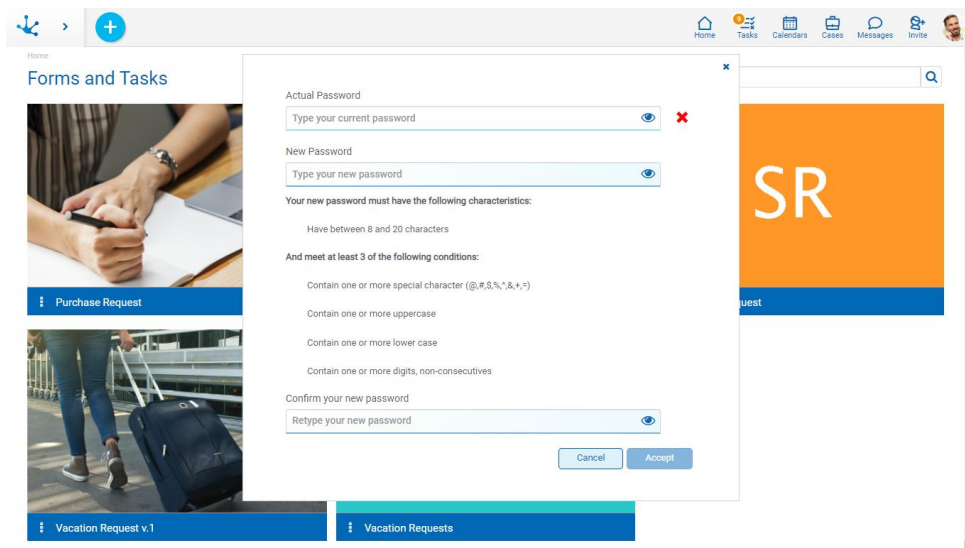 9
Home
Tasks
Calendars
Cases
Messages
Invite
Home
Forms and Tasks
Actual Password
Type your current password
New Password
Type your new password
Your new password must have the following characteristics:
Have between 8 and 20 characters
And meet at least 3 of the following conditions:
Contain one or more special character (@,#,$,%,^,&,+,=)
Contain one or more uppercase
Contain one or more lower case
Contain one or more digits, non-consecutives
Confirm your new password
Retype your new password
Cancel
Accept
SR
Purchase Request
Vacation Request v.1
Vacation Requests